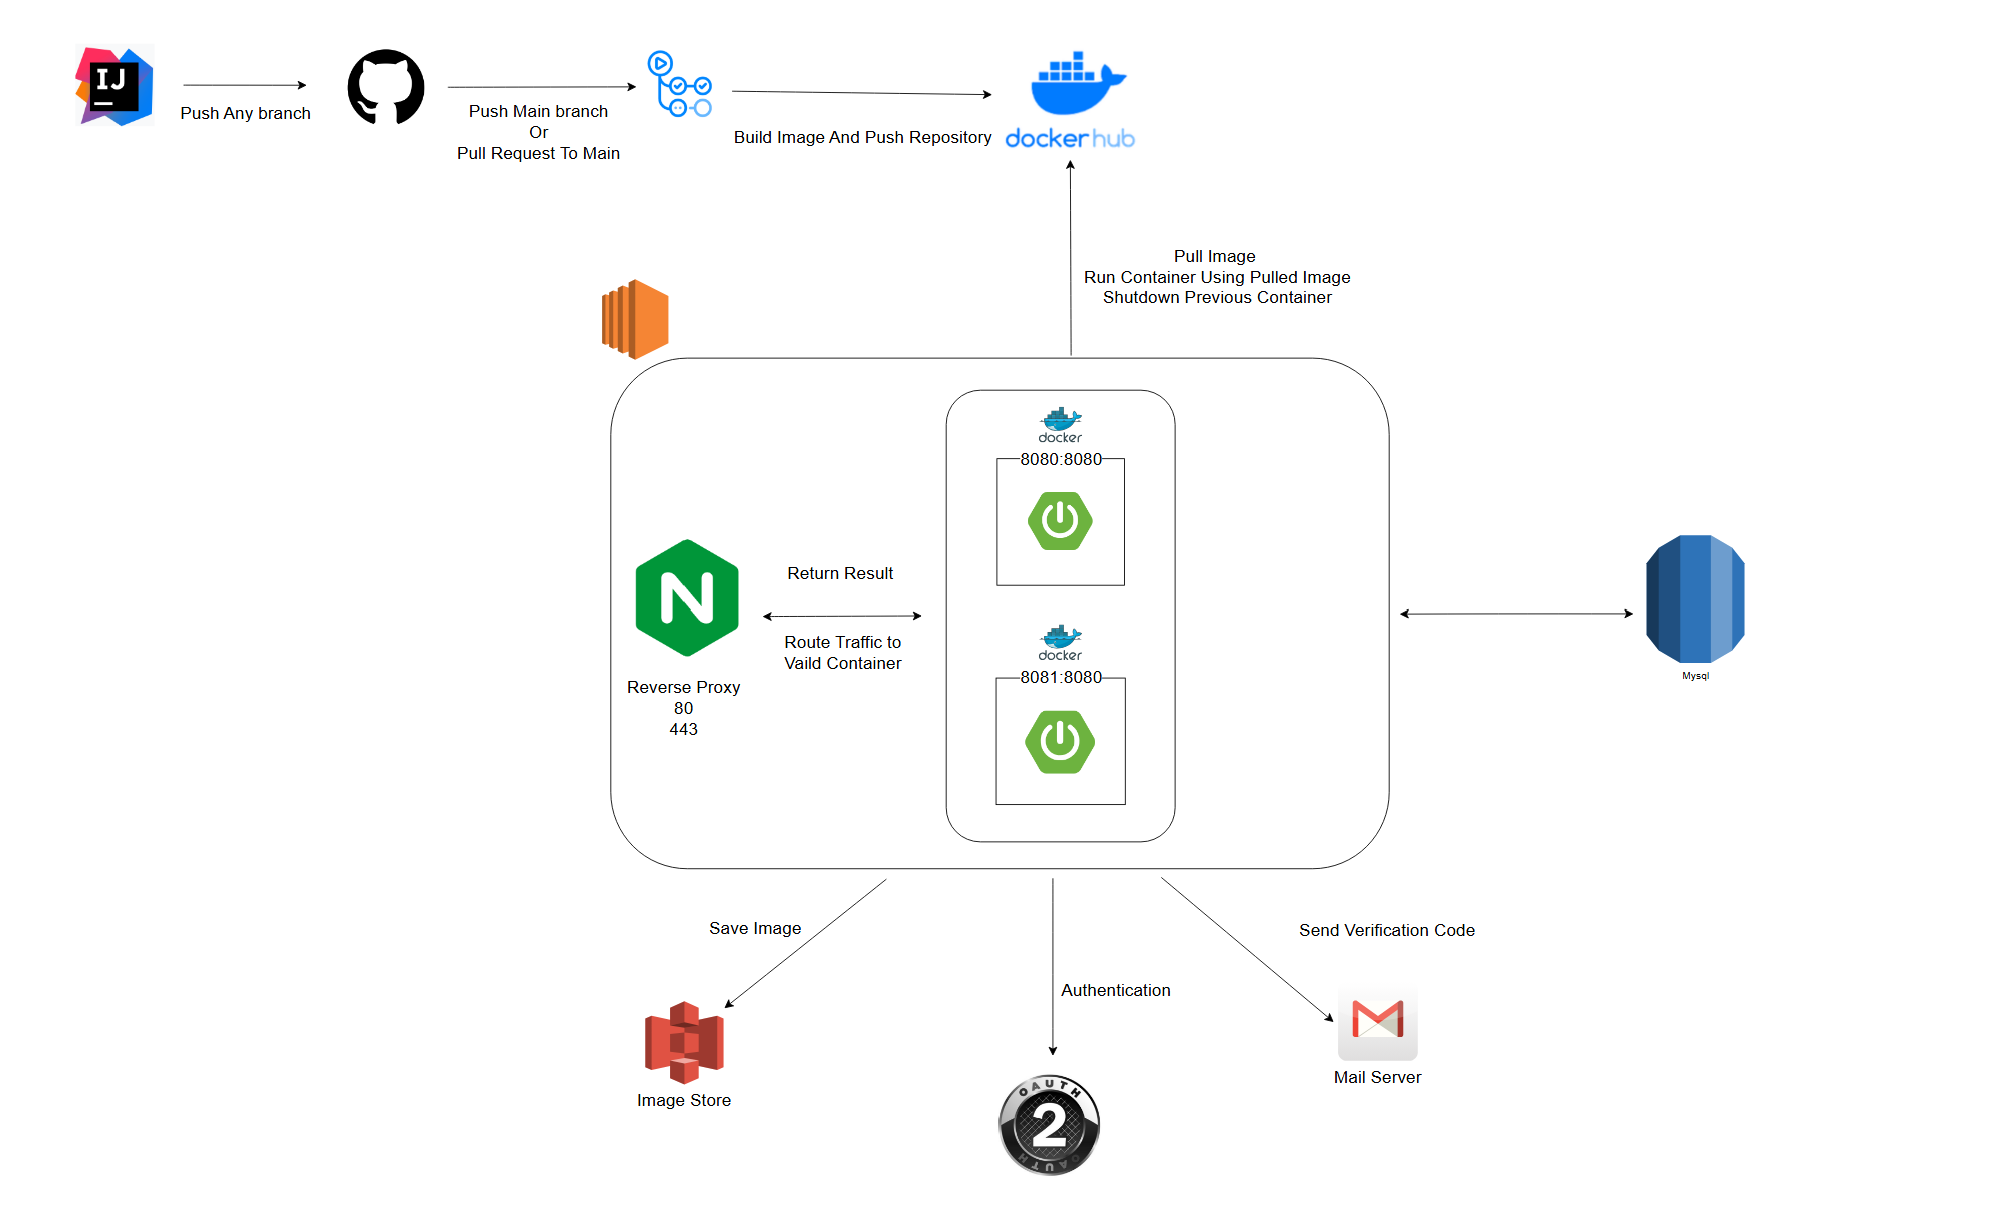 IJ
Push Any branch
Push Main branch
Or
Pull Request To Main
Build Image And Push Repository
dockerhub
Pull Image
Run Container Using Pulled Image
Shutdown Previous Container
docker
8080:8080
N
Return Result
Route Traffic to
Vaild Container
Reverse Proxy
80
443
docker
8081:8080
Mysql
Save Image
Send Verification Code
Authentication
Image Store
Mail Server
OAUTH
2
OAUTH